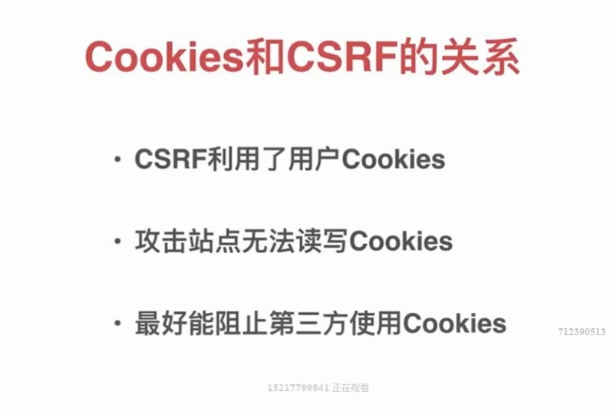 Cookies和CSRF的关系
• CSRF利用了用户Cookies
• 攻击站点无法读写Cookies
• 最好能阻止第三方使用Cookies
712390513
15217799941 正在观看